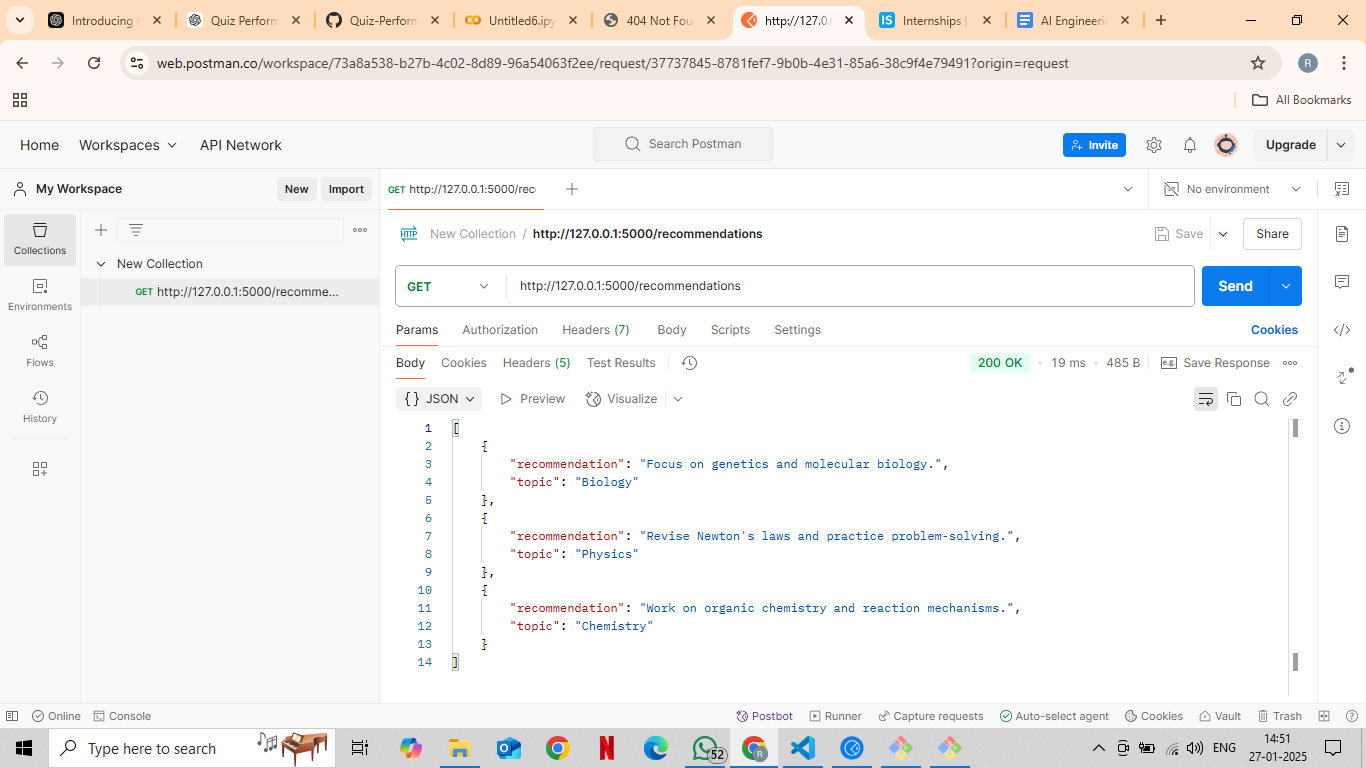 Introducing
Quiz Perform
Quiz-Perform
Untitled6.ipy
404 Not Fou
http://127.0.
Internships |
AI Engineerin
web.postman.co/workspace/73a8a538-b27b-4c02-8d89-96a54063f2ee/request/37737845-8781fef7-9b0b-4e31-85a6-38c9f4e79491?origin=request
R
All Bookmarks
Home
Workspaces
API Network
Search Postman
Invite
Upgrade
My Workspace
New
Import
GET http://127.0.0.1:5000/rec
No environment
Collections
Environments
Flows
History
New Collection
GET http://127.0.0.1:5000/recomme...
HTTP
New Collection / http://127.0.0.1:5000/recommendations
Save
Share
GET
http://127.0.0.1:5000/recommendations
Send
Params
Authorization
Headers (7)
Body
Scripts
Settings
Cookies
Body
Cookies
Headers (5)
Test Results
200 OK
19 ms
485 B
e.g.
Save Response
{} JSON
Preview
Visualize
1 [
2 {
3 "recommendation": "Focus on genetics and molecular biology.",
4 "topic": "Biology"
5 },
6 {
7 "recommendation": "Revise Newton's laws and practice problem-solving.",
8 "topic": "Physics"
9 },
10 {
11 "recommendation": "Work on organic chemistry and reaction mechanisms.",
12 "topic": "Chemistry"
13 }
14 ]
Online
Console
Postbot
Runner
Capture requests
Auto-select agent
Cookies
Vault
Trash
Type here to search
52
R
ENG
14:51
27-01-2025